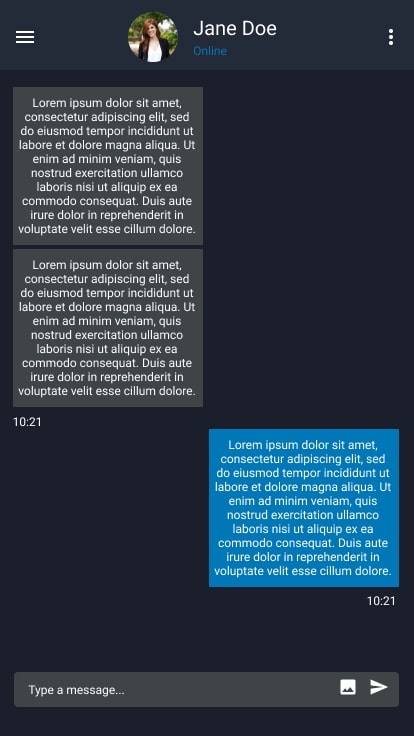 Jane Doe
Online
Lorem ipsum dolor sit amet,
consectetur adipiscing elit, sed
do eiusmod tempor incididunt ut
labore et dolore magna aliqua. Ut
enim ad minim veniam, quis
nostrud exercitation ullamco
laboris nisi ut aliquip ex ea
commodo consequat. Duis aute
irure dolor in reprehenderit in
voluptate velit esse cillum dolore.
Lorem ipsum dolor sit amet,
consectetur adipiscing elit, sed
do eiusmod tempor incididunt ut
labore et dolore magna aliqua. Ut
enim ad minim veniam, quis
nostrud exercitation ullamco
laboris nisi ut aliquip ex ea
commodo consequat. Duis aute
irure dolor in reprehenderit in
voluptate velit esse cillum dolore.
10:21
Lorem ipsum dolor sit amet,
consectetur adipiscing elit, sed
do eiusmod tempor incididunt ut
labore et dolore magna aliqua. Ut
enim ad minim veniam, quis
nostrud exercitation ullamco
laboris nisi ut aliquip ex ea
commodo consequat. Duis aute
irure dolor in reprehenderit in
voluptate velit esse cillum dolore.
10:21
Type a message...